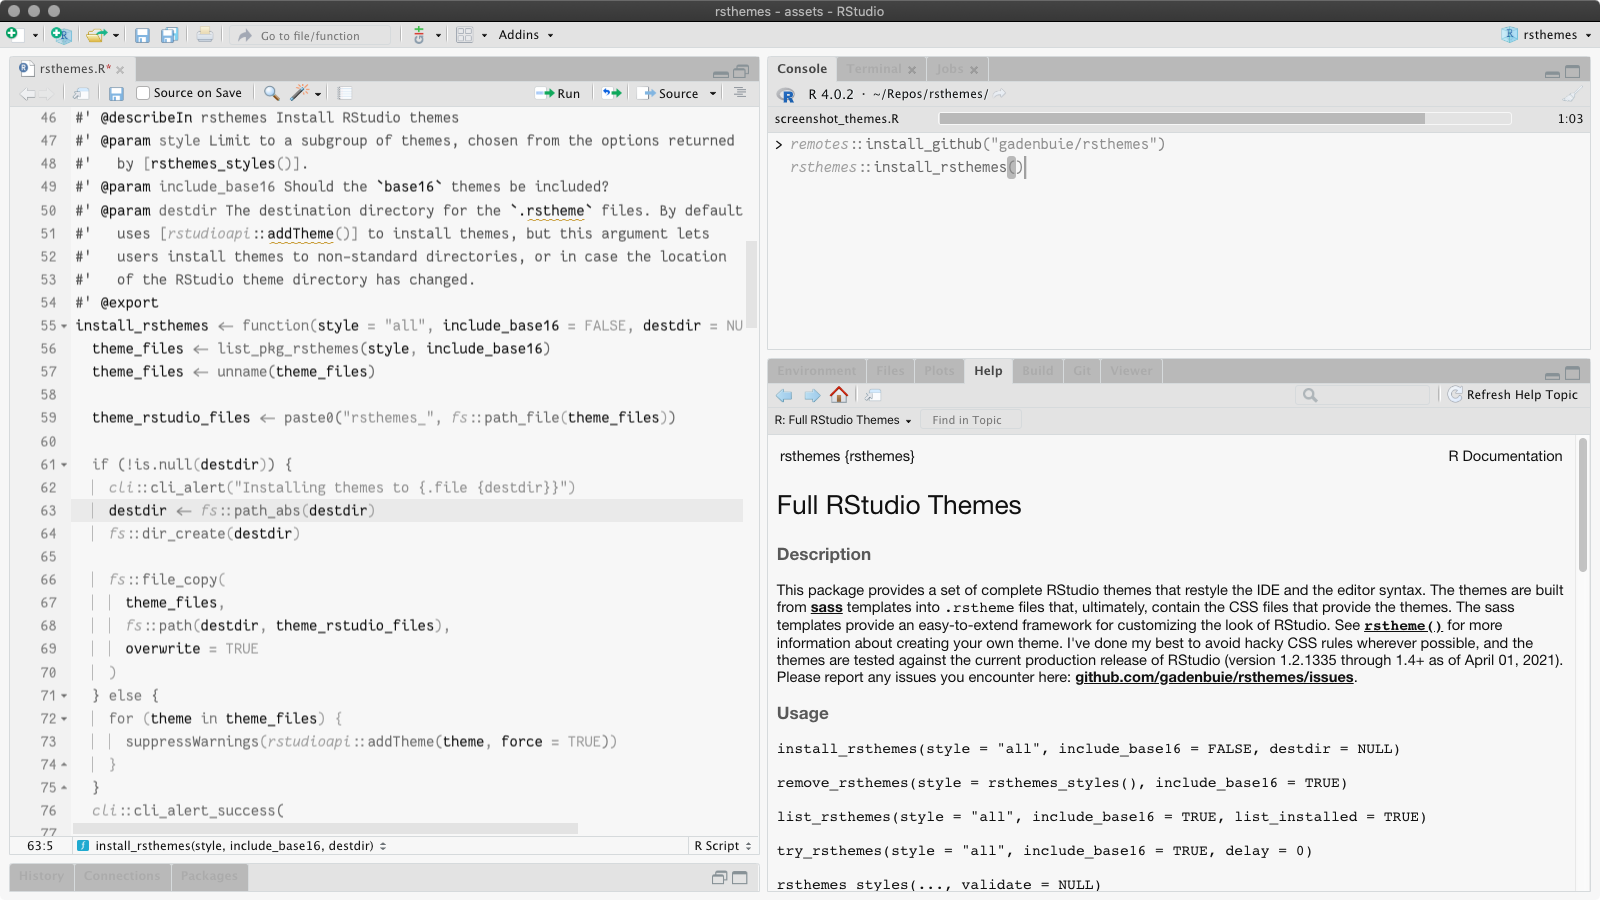 rsthemes - assets - RStudio
Go to file/function
Addins
rsthemes
rsthemes.R*
Source on Save
Run
Source
46 #' @describeIn rsthemes Install RStudio themes
47 #' @param style Limit to a subgroup of themes, chosen from the options returned
48 #'   by [rsthemes_styles()].
49 #' @param include_base16 Should the `base16` themes be included?
50 #' @param destdir The destination directory for the `.rstheme` files. By default
51 #'   uses [rstudioapi::addTheme()] to install themes, but this argument lets
52 #'   users install themes to non-standard directories, or in case the location
53 #'   of the RStudio theme directory has changed.
54 #' @export
55 install_rsthemes <- function(style = "all", include_base16 = FALSE, destdir = NU
56   theme_files <- list_pkg_rsthemes(style, include_base16)
57   theme_files <- unname(theme_files)
58
59   theme_rstudio_files <- paste0("rsthemes_", fs::path_file(theme_files))
60
61   if (!is.null(destdir)) {
62     cli::cli_alert("Installing themes to {.file {destdir}}")
63     destdir <- fs::path_abs(destdir)
64     fs::dir_create(destdir)
65
66     fs::file_copy(
67       theme_files,
68       fs::path(destdir, theme_rstudio_files),
69       overwrite = TRUE
70     )
71   } else {
72     for (theme in theme_files) {
73       suppressWarnings(rstudioapi::addTheme(theme, force = TRUE))
74     }
75   }
76   cli::cli_alert_success(
77
63:5 install_rsthemes(style, include_base16, destdir) R Script
History Connections Packages
Console Terminal Jobs
R 4.0.2 · ~/Repos/rsthemes/
screenshot_themes.R 1:03
> remotes::install_github("gadenbuie/rsthemes")
rsthemes::install_rsthemes()
Environment Files Plots Help Build Git Viewer
Refresh Help Topic
R: Full RStudio Themes Find in Topic
rsthemes {rsthemes} R Documentation
Full RStudio Themes
Description
This package provides a set of complete RStudio themes that restyle the IDE and the editor syntax. The themes are built
from sass templates into .rstheme files that, ultimately, contain the CSS files that provide the themes. The sass
templates provide an easy-to-extend framework for customizing the look of RStudio. See rstheme() for more
information about creating your own theme. I've done my best to avoid hacky CSS rules wherever possible, and the
themes are tested against the current production release of RStudio (version 1.2.1335 through 1.4+ as of April 01, 2021).
Please report any issues you encounter here: github.com/gadenbuie/rsthemes/issues.
Usage
install_rsthemes(style = "all", include_base16 = FALSE, destdir = NULL)
remove_rsthemes(style = rsthemes_styles(), include_base16 = TRUE)
list_rsthemes(style = "all", include_base16 = TRUE, list_installed = TRUE)
try_rsthemes(style = "all", include_base16 = TRUE, delay = 0)
rsthemes_styles(..., validate = NULL)